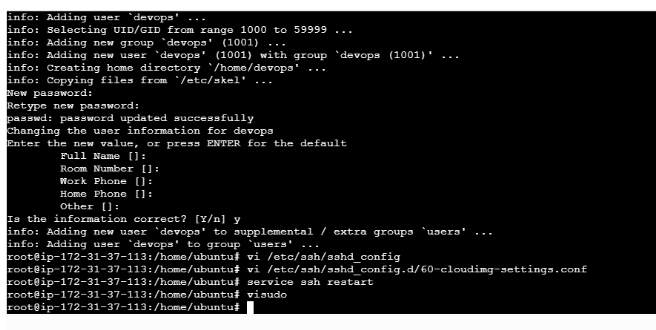 info: Adding user `devops' ...
info: Selecting UID/GID from range 1000 to 59999 ...
info: Adding new group `devops' (1001) ...
info: Adding new user `devops' (1001) with group `devops (1001)' ...
info: Creating home directory `/home/devops' ...
info: Copying files from `/etc/skel' ...
New password:
Retype new password:
passwd: password updated successfully
Changing the user information for devops
Enter the new value, or press ENTER for the default
Full Name []:
Room Number []:
Work Phone []:
Home Phone []:
Other []:
Is the information correct? [Y/n] y
info: Adding new user `devops' to supplemental / extra groups `users' ...
info: Adding user `devops' to group `users' ...
root@ip-172-31-37-113:/home/ubuntu# vi /etc/ssh/sshd_config
root@ip-172-31-37-113:/home/ubuntu# vi /etc/ssh/sshd_config.d/60-cloudimg-settings.conf
root@ip-172-31-37-113:/home/ubuntu# service ssh restart
root@ip-172-31-37-113:/home/ubuntu# visudo
root@ip-172-31-37-113:/home/ubuntu#